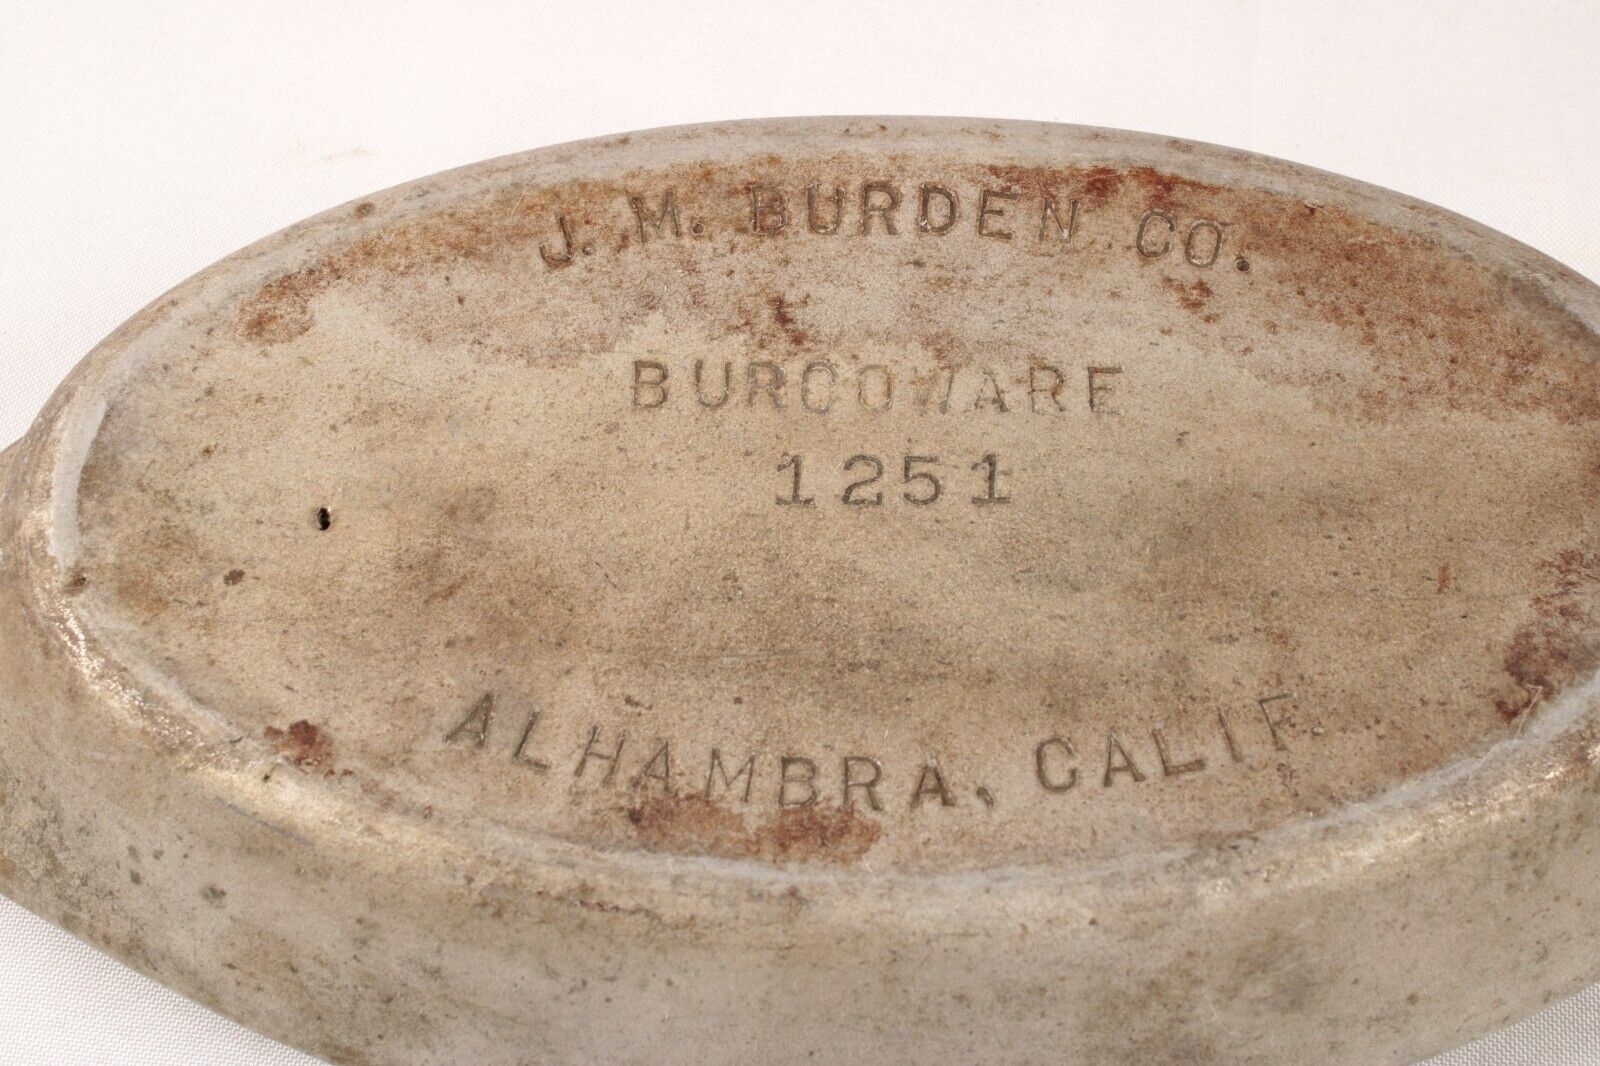 J. M. BURDEN CO.
BURCOWARE
1251
ALHAMBRA, CALIF.